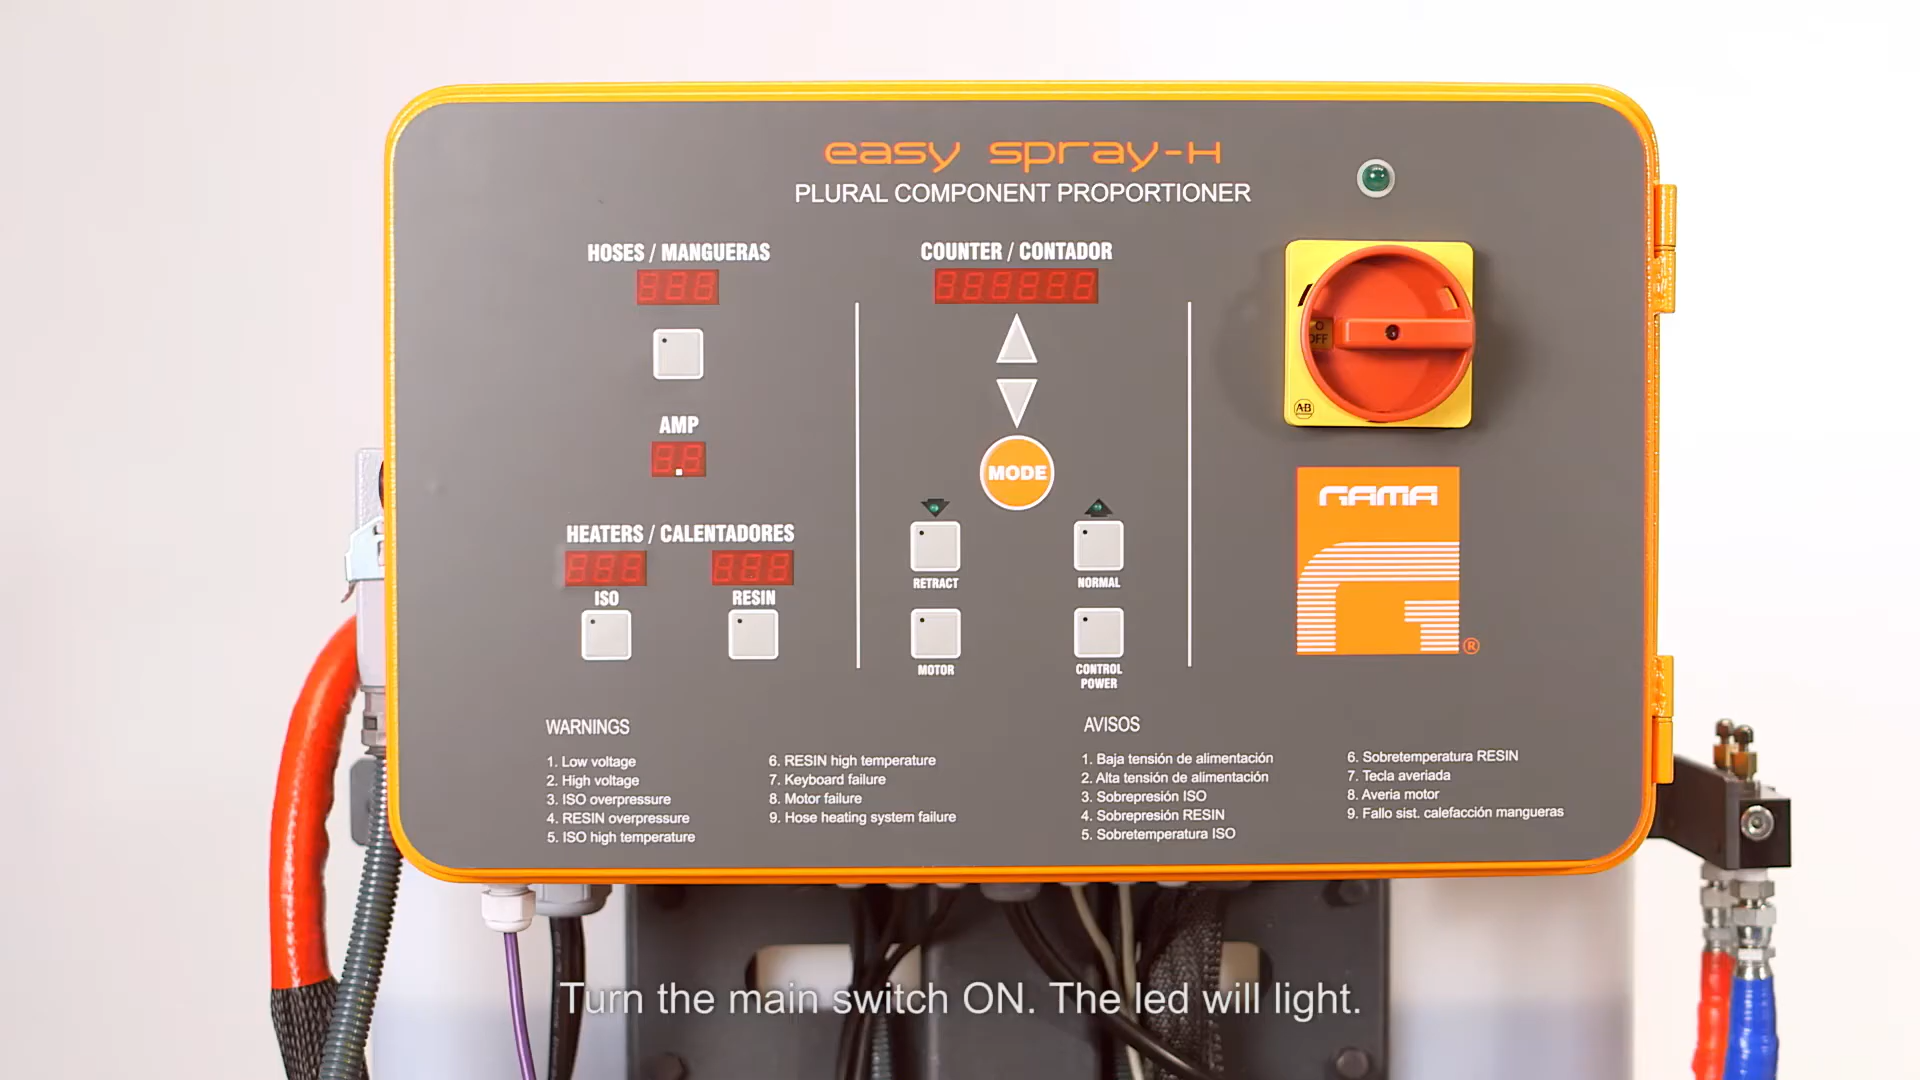 easy spray-H
PLURAL COMPONENT PROPORTIONER
HOSES / MANGUERAS
AMP
HEATERS / CALENTADORES
ISO
RESIN
COUNTER / CONTADOR
MODE
RETRACT
NORMAL
MOTOR
CONTROL
POWER
O
OFF
AB
GAMA
®
WARNINGS
1. Low voltage
2. High voltage
3. ISO overpressure
4. RESIN overpressure
5. ISO high temperature
6. RESIN high temperature
7. Keyboard failure
8. Motor failure
9. Hose heating system failure
AVISOS
1. Baja tensión de alimentación
2. Alta tensión de alimentación
3. Sobrepresión ISO
4. Sobrepresión RESIN
5. Sobretemperatura ISO
6. Sobretemperatura RESIN
7. Tecla averiada
8. Averia motor
9. Fallo sist. calefacción mangueras
Turn the main switch ON. The led will light.